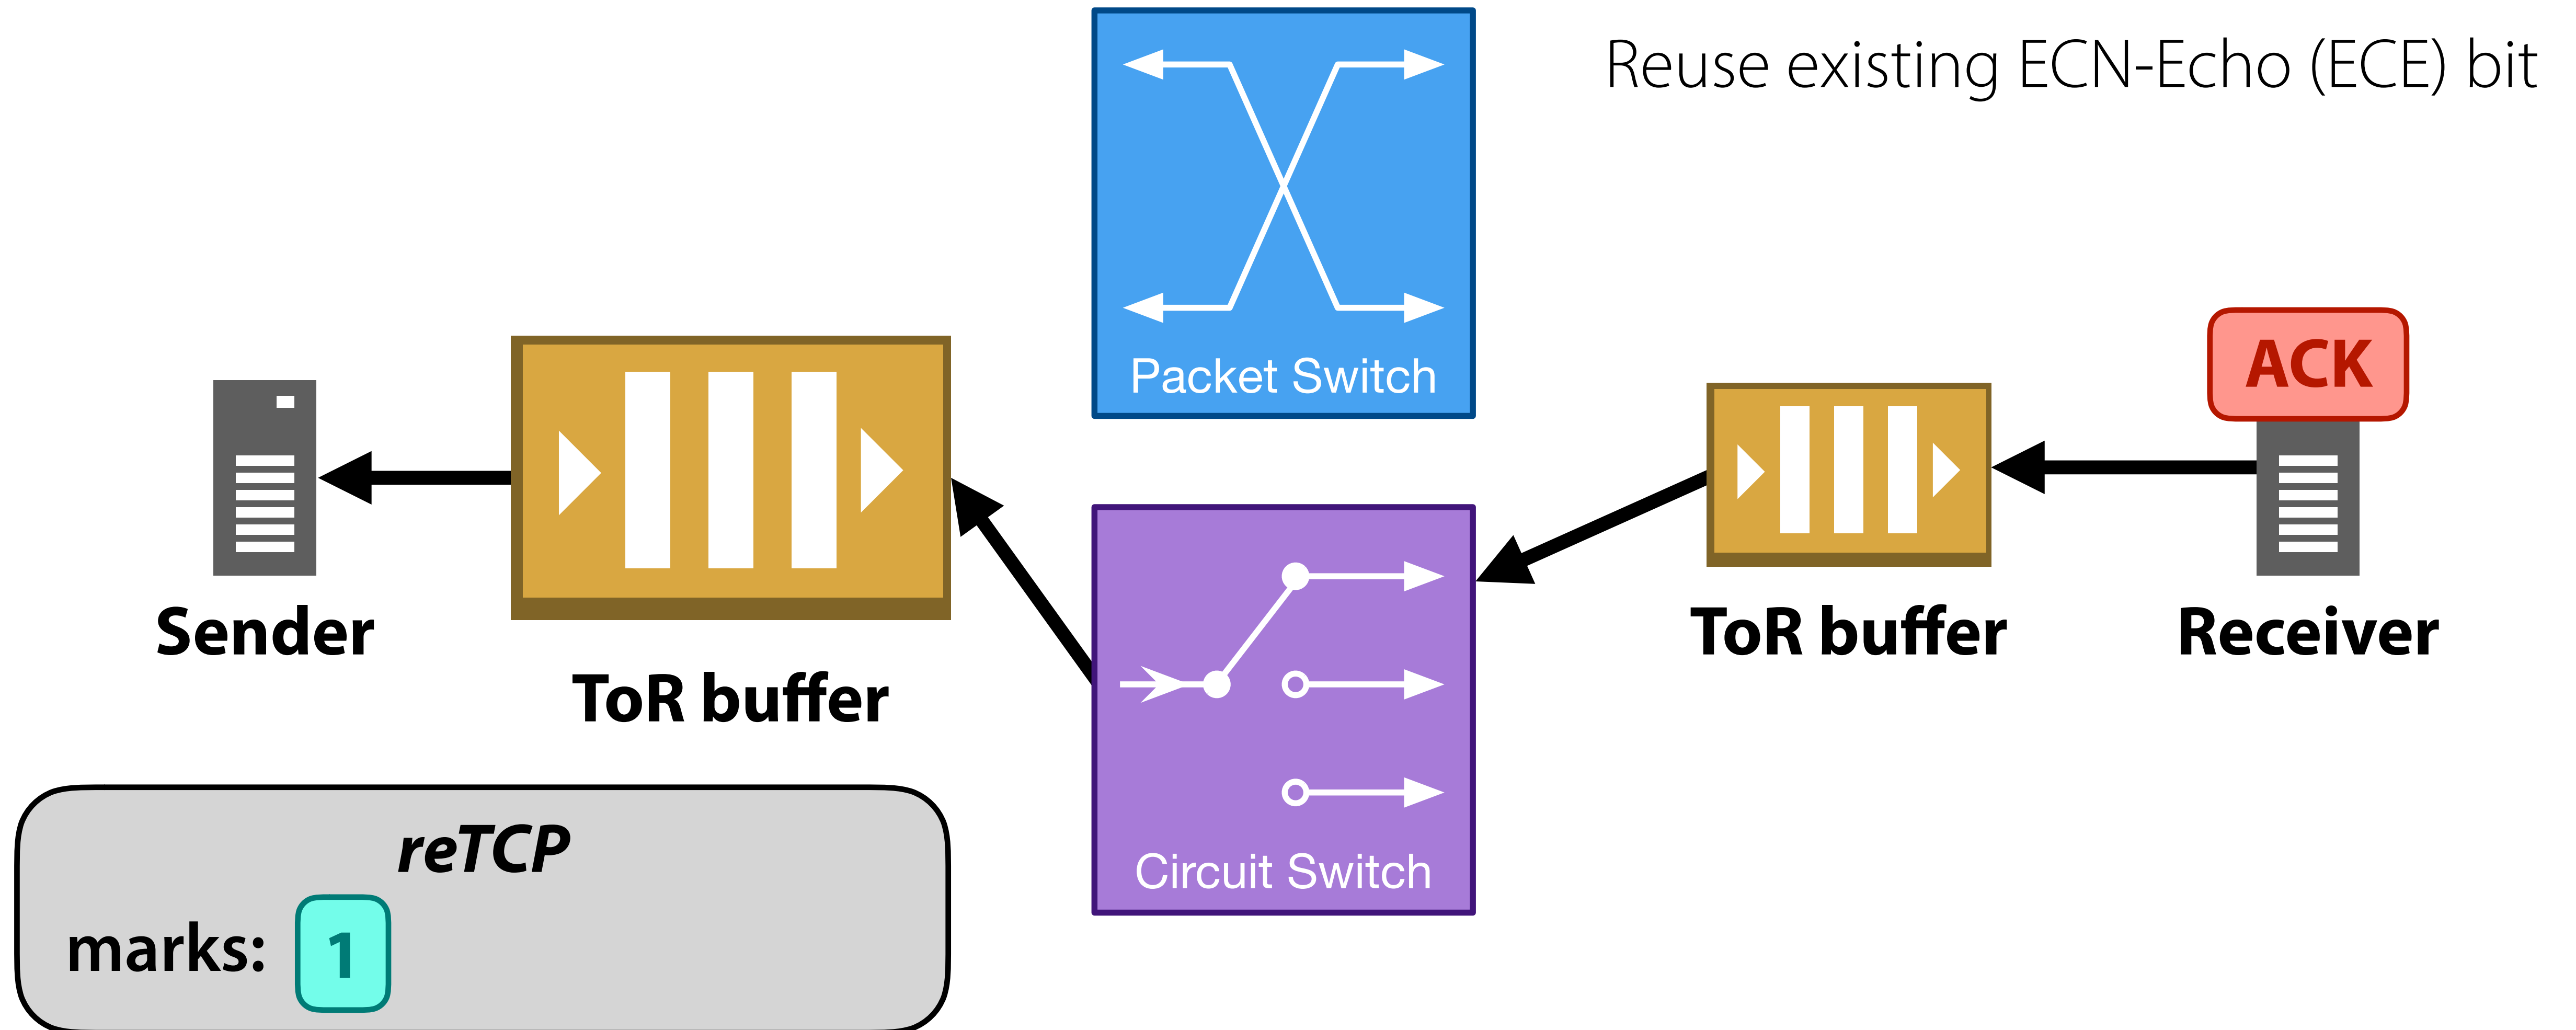 Reuse existing ECN-Echo (ECE) bit
Packet Switch
ACK
Sender
ToR buffer
ToR buffer
Receiver
Circuit Switch
reTCP
marks: 1